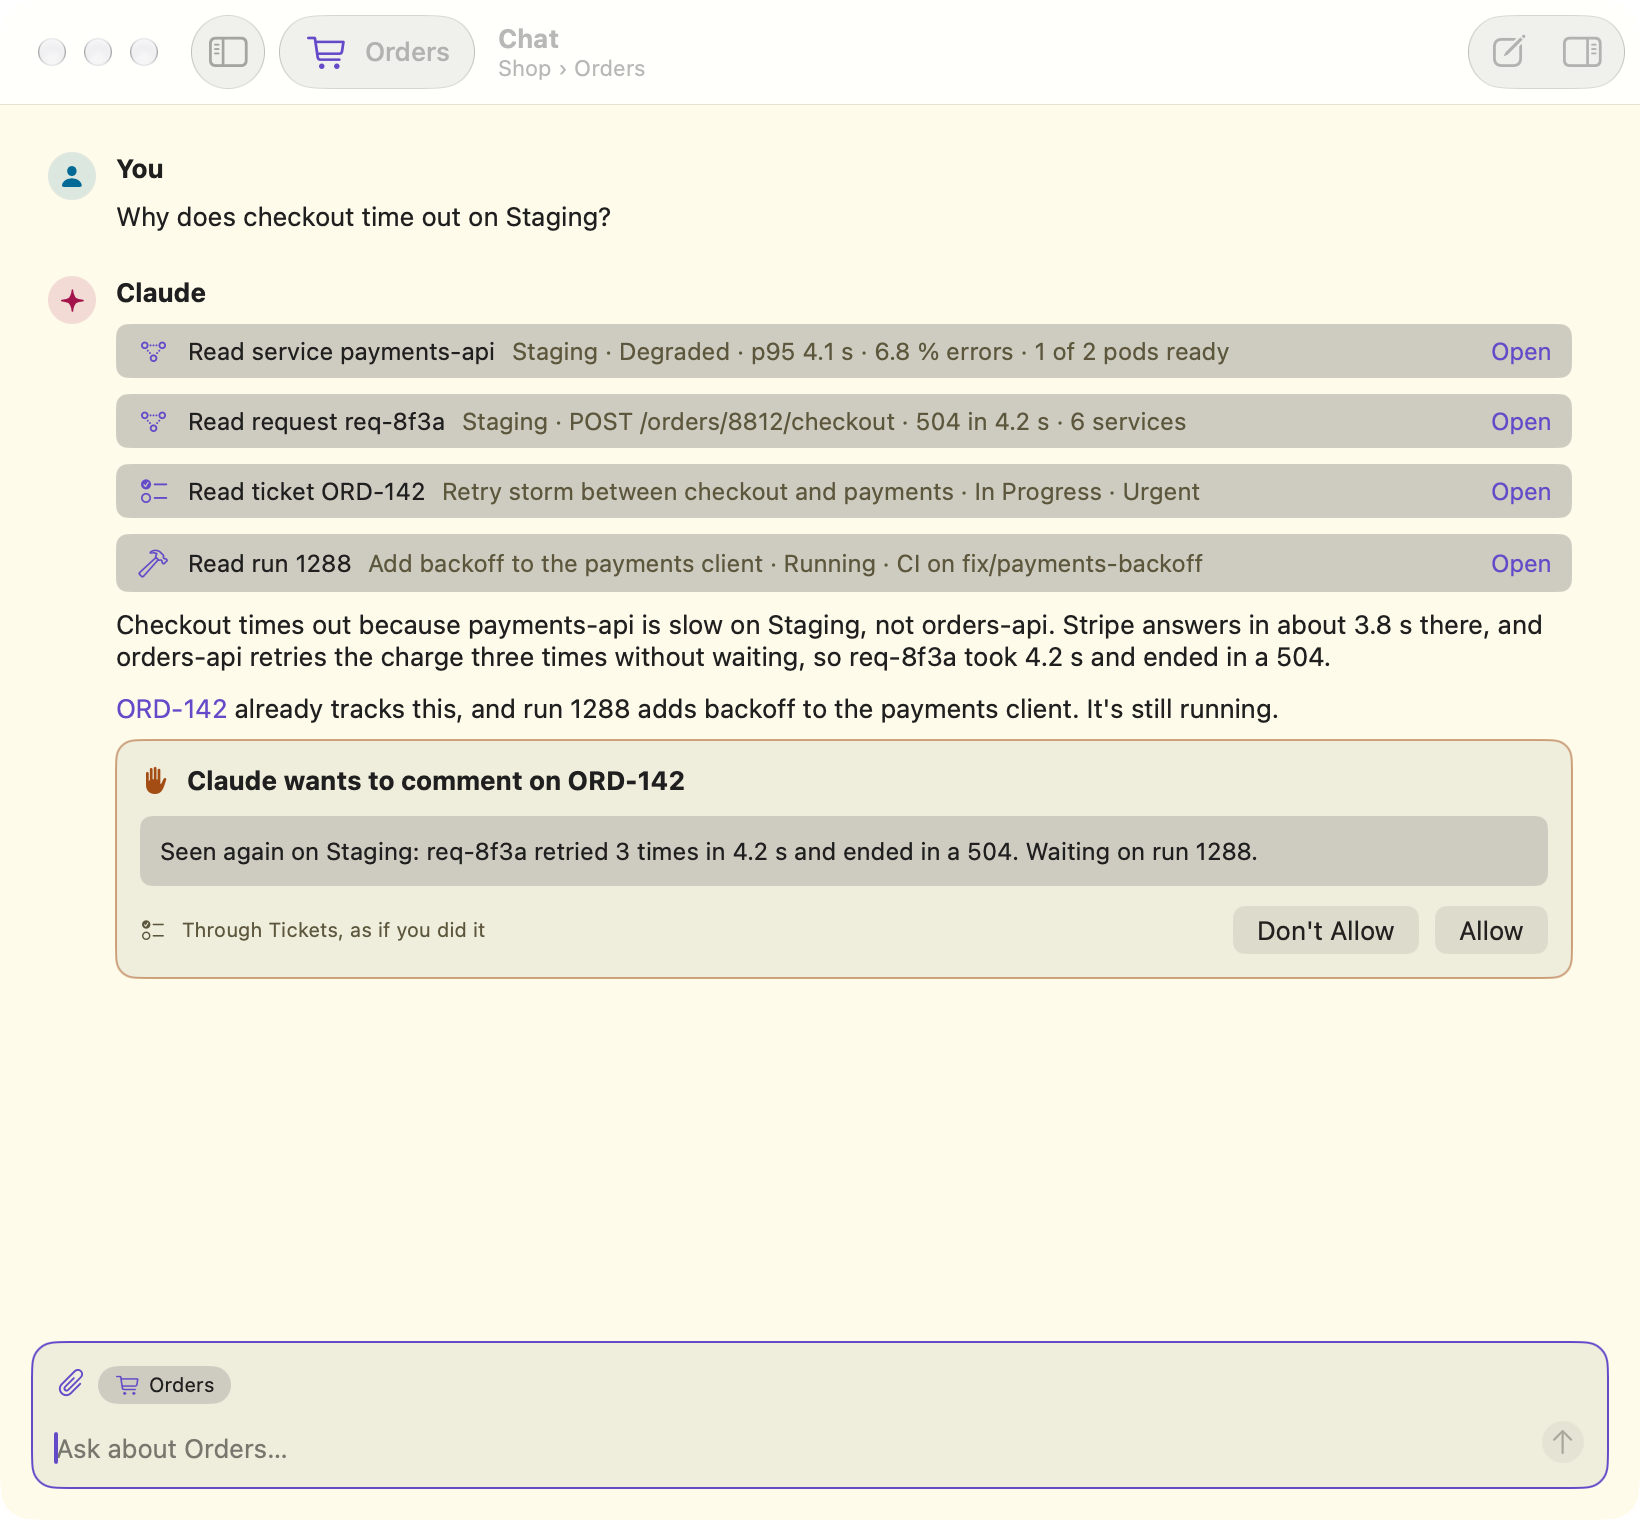 Orders
Chat
Shop › Orders
You
Why does checkout time out on Staging?
Claude
Read service payments-api Staging · Degraded · p95 4.1 s · 6.8 % errors · 1 of 2 pods ready Open
Read request req-8f3a Staging · POST /orders/8812/checkout · 504 in 4.2 s · 6 services Open
Read ticket ORD-142 Retry storm between checkout and payments · In Progress · Urgent Open
Read run 1288 Add backoff to the payments client · Running · CI on fix/payments-backoff Open
Checkout times out because payments-api is slow on Staging, not orders-api. Stripe answers in about 3.8 s there, and
orders-api retries the charge three times without waiting, so req-8f3a took 4.2 s and ended in a 504.
ORD-142 already tracks this, and run 1288 adds backoff to the payments client. It's still running.
Claude wants to comment on ORD-142
Seen again on Staging: req-8f3a retried 3 times in 4.2 s and ended in a 504. Waiting on run 1288.
Through Tickets, as if you did it Don't Allow Allow
Orders
Ask about Orders...